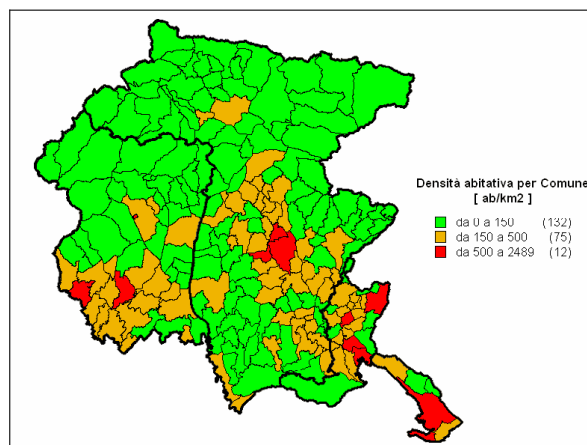 Densità abitativa per Comune
[ ab/km2 ]
da 0 a 150 (132)
da 150 a 500 (75)
da 500 a 2489 (12)